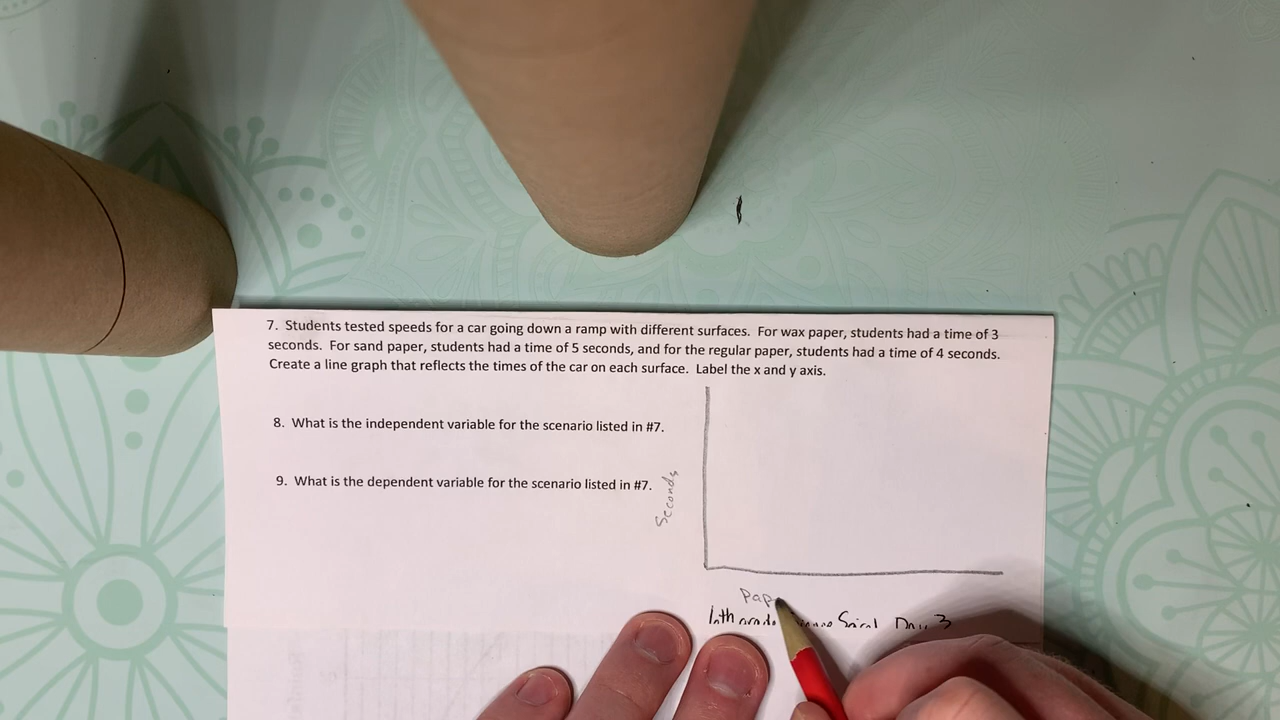 7. Students tested speeds for a car going down a ramp with different surfaces. For wax paper, students had a time of 3
seconds. For sand paper, students had a time of 5 seconds, and for the regular paper, students had a time of 4 seconds.
Create a line graph that reflects the times of the car on each surface. Label the x and y axis.
8. What is the independent variable for the scenario listed in #7.
9. What is the dependent variable for the scenario listed in #7.
Seconds
Pap
Day 3